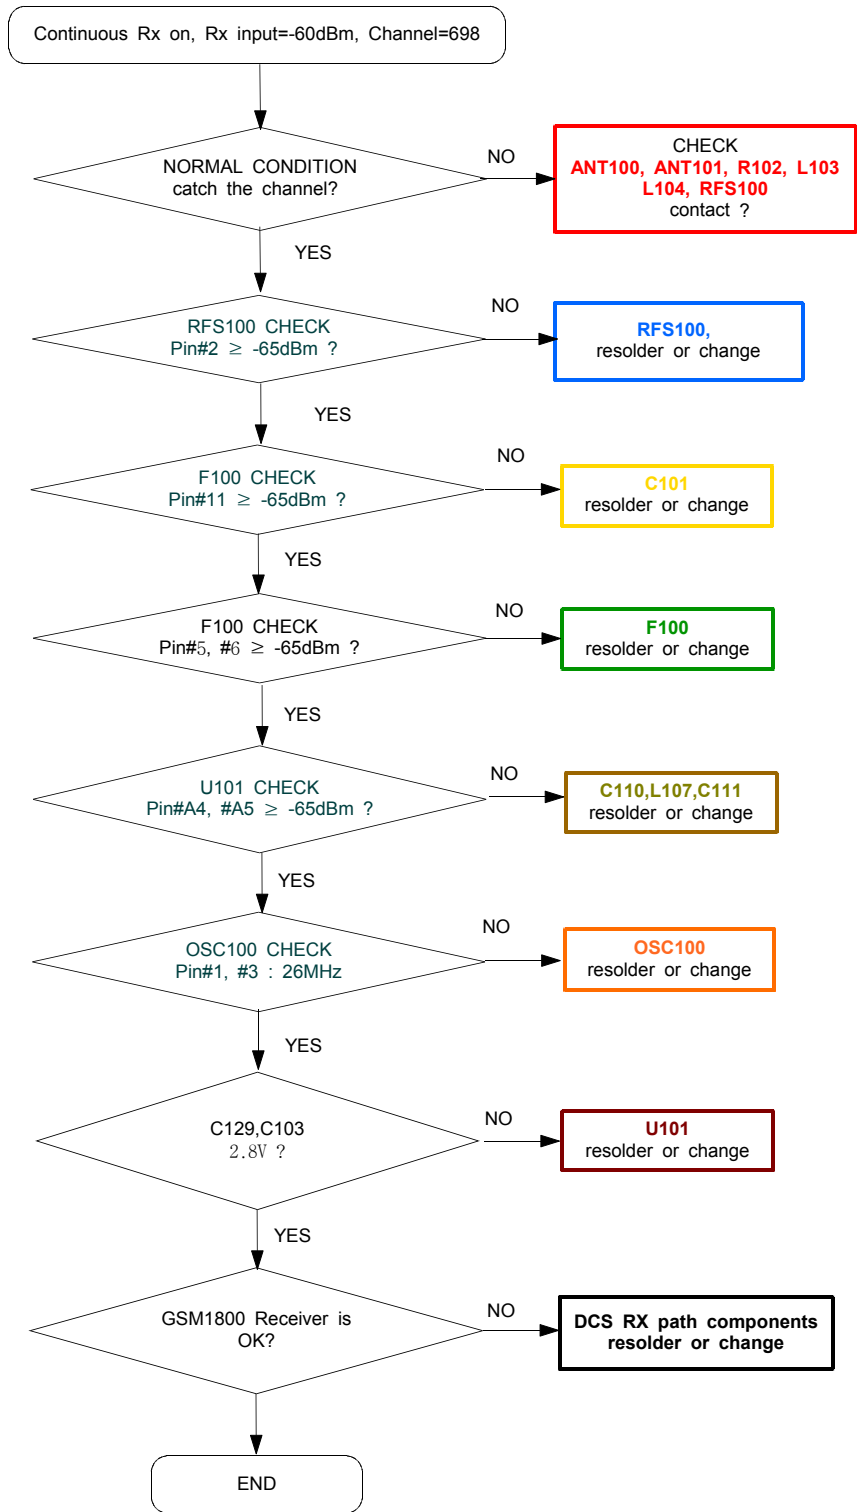 Continuous Rx on, Rx input=-60dBm, Channel=698
NORMAL CONDITION
catch the channel?
NO
CHECK
ANT100, ANT101, R102, L103
L104, RFS100
contact ?
YES
RFS100 CHECK
Pin#2 ≥ -65dBm ?
NO
RFS100,
resolder or change
YES
F100 CHECK
Pin#11 ≥ -65dBm ?
NO
C101
resolder or change
YES
F100 CHECK
Pin#5, #6 ≥ -65dBm ?
NO
F100
resolder or change
YES
U101 CHECK
Pin#A4, #A5 ≥ -65dBm ?
NO
C110,L107,C111
resolder or change
YES
OSC100 CHECK
Pin#1, #3 : 26MHz
NO
OSC100
resolder or change
YES
C129,C103
2.8V ?
NO
U101
resolder or change
YES
GSM1800 Receiver is
OK?
NO
DCS RX path components
resolder or change
END